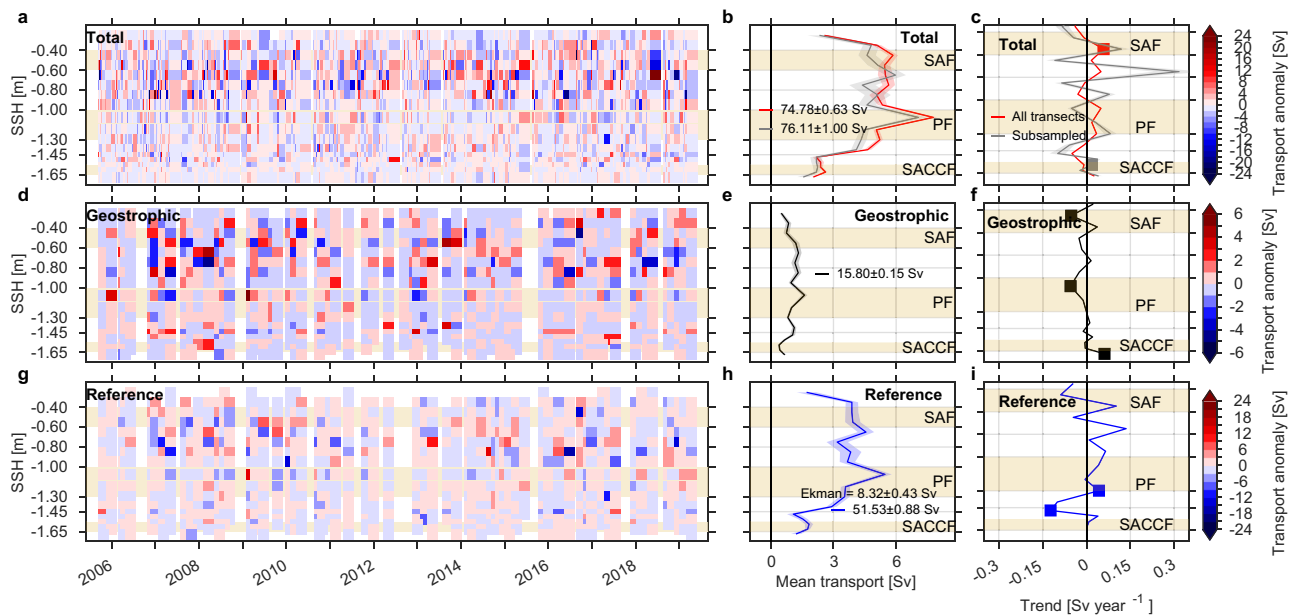 a
2006
2008
2010
2012
2014
2016
2018
b
c
Total
SSH [m]
-0.40
-0.60
-0.80
-1.00
-1.30
-1.45
-1.65
Total
SAF
74.78±0.63 Sv
76.11±1.00 Sv
PF
SACCF
Total
SAF
PF
All transects
Subsampled
SACCF
24
20
16
12
8
4
0
-4
-8
-12
-16
-20
-24
Transport anomaly [Sv]
d
e
f
Geostrophic
SSH [m]
-0.40
-0.60
-0.80
-1.00
-1.30
-1.45
-1.65
Geostrophic
SAF
15.80±0.15 Sv
PF
SACCF
Geostrophic
SAF
PF
SACCF
6
4
2
0
-2
-4
-6
Transport anomaly [Sv]
g
h
i
Reference
SSH [m]
-0.40
-0.60
-0.80
-1.00
-1.30
-1.45
-1.65
Reference
SAF
PF
Ekman = 8.32±0.43 Sv
51.53±0.88 Sv
SACCF
Reference
SAF
PF
SACCF
24
18
12
6
0
-6
-12
-18
-24
Transport anomaly [Sv]
2006
2008
2010
2012
2014
2016
2018
0
3
6
Mean transport [Sv]
-0.3
-0.15
0
0.15
0.3
Trend [Sv year -1]